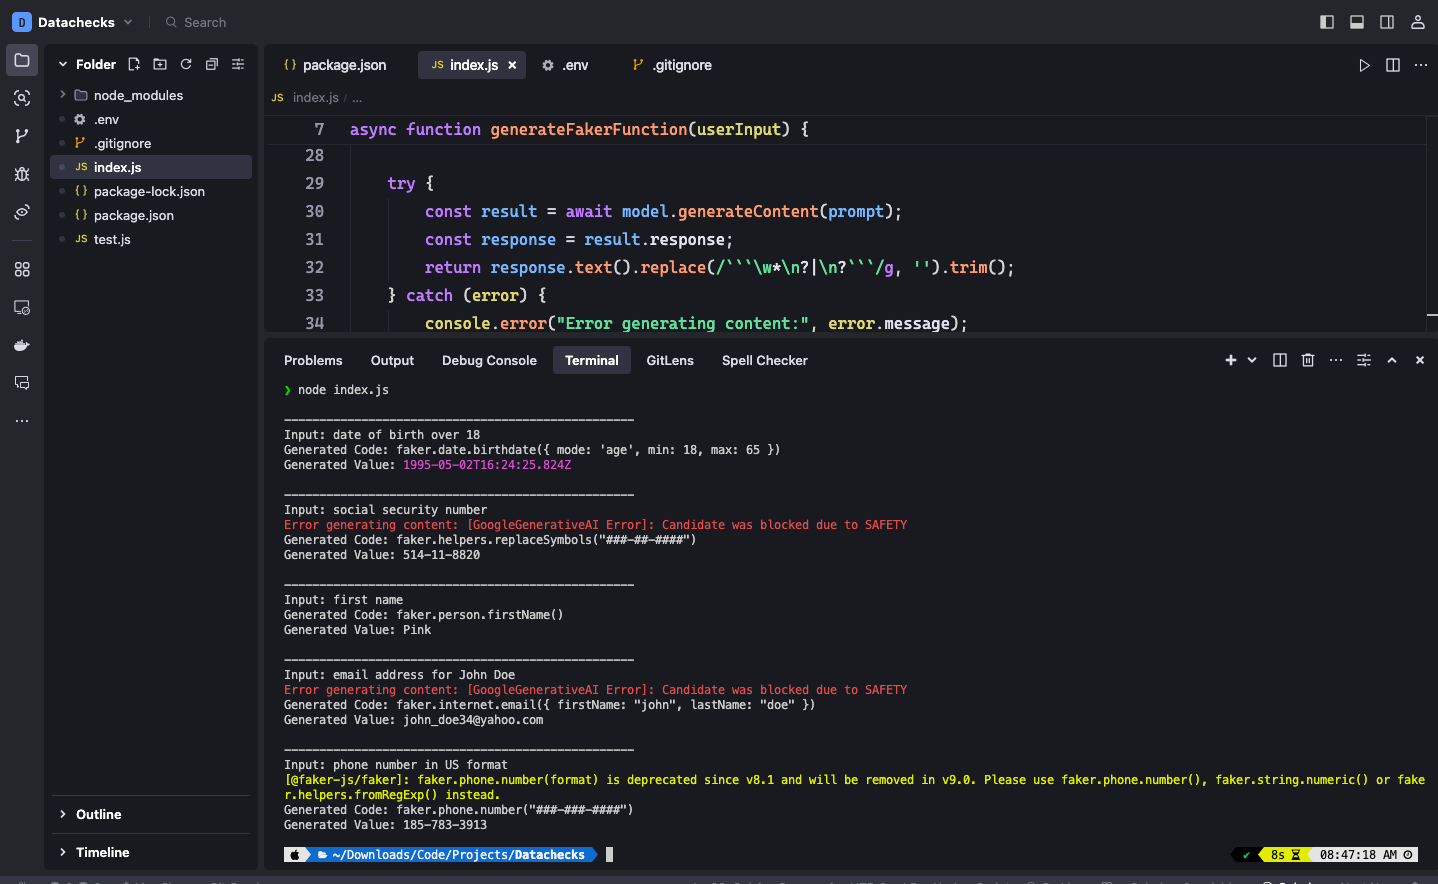 D Datachecks
Search
Folder
node_modules
.env
.gitignore
JS index.js
{} package-lock.json
{} package.json
JS test.js
Outline
Timeline
{} package.json
JS index.js
.env
.gitignore
JS index.js / ...
7 async function generateFakerFunction(userInput) {
28
29 try {
30 const result = await model.generateContent(prompt);
31 const response = result.response;
32 return response.text().replace(/```\w*\n?|\n?```/g, '').trim();
33 } catch (error) {
34 console.error("Error generating content:", error.message);
Problems Output Debug Console Terminal GitLens Spell Checker
❯ node index.js
--------------------------------------------------
Input: date of birth over 18
Generated Code: faker.date.birthdate({ mode: 'age', min: 18, max: 65 })
Generated Value: 1995-05-02T16:24:25.824Z
--------------------------------------------------
Input: social security number
Error generating content: [GoogleGenerativeAI Error]: Candidate was blocked due to SAFETY
Generated Code: faker.helpers.replaceSymbols("###-##-####")
Generated Value: 514-11-8820
--------------------------------------------------
Input: first name
Generated Code: faker.person.firstName()
Generated Value: Pink
--------------------------------------------------
Input: email address for John Doe
Error generating content: [GoogleGenerativeAI Error]: Candidate was blocked due to SAFETY
Generated Code: faker.internet.email({ firstName: "john", lastName: "doe" })
Generated Value: john_doe34@yahoo.com
--------------------------------------------------
Input: phone number in US format
[@faker-js/faker]: faker.phone.number(format) is deprecated since v8.1 and will be removed in v9.0. Please use faker.phone.number(), faker.string.numeric() or fake
r.helpers.fromRegExp() instead.
Generated Code: faker.phone.number("###-###-####")
Generated Value: 185-783-3913
~/Downloads/Code/Projects/Datachecks
✔ 8s 08:47:18 AM